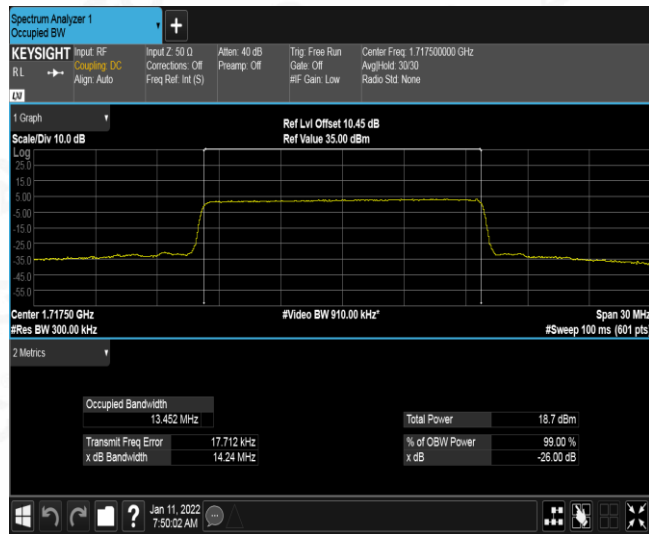 Spectrum Analyzer 1
Occupied BW
+
KEYSIGHT Input: RF Input Z: 50 Ω Atten: 40 dB Trig: Free Run Center Freq: 1.717500000 GHz
RL Coupling: DC Corrections: Off Preamp: Off Gate: Off Avg|Hold: 30/30
Align: Auto Freq Ref: Int (S) #IF Gain: Low Radio Std: None
LXI
1 Graph
Ref Lvl Offset 10.45 dB
Scale/Div 10.0 dB Ref Value 35.00 dBm
Log
25.0
15.0
5.00
-5.00
-15.0
-25.0
-35.0
-45.0
-55.0
Center 1.71750 GHz #Video BW 910.00 kHz* Span 30 MHz
#Res BW 300.00 kHz #Sweep 100 ms (601 pts)
2 Metrics
Occupied Bandwidth
13.452 MHz Total Power 18.7 dBm
Transmit Freq Error 17.712 kHz % of OBW Power 99.00 %
x dB Bandwidth 14.24 MHz x dB -26.00 dB
? Jan 11, 2022
7:50:02 AM